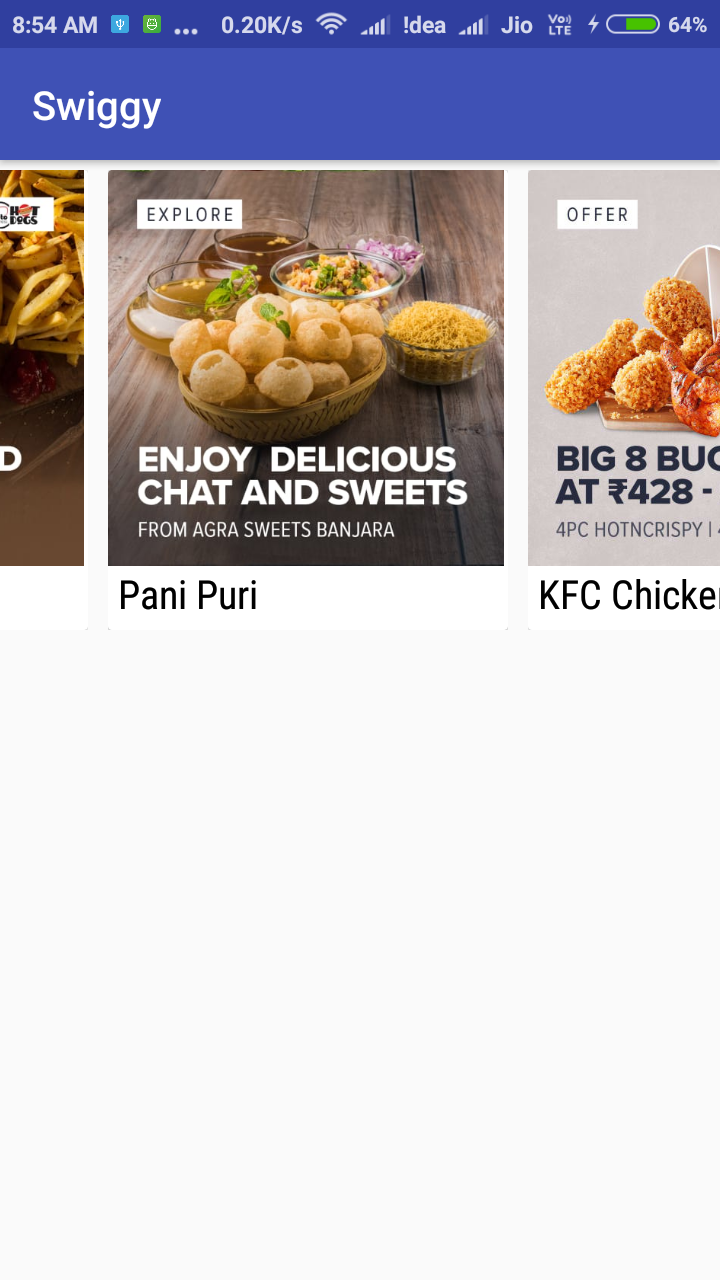 8:54 AM ... 0.20K/s !dea Jio Vo)) LTE 64%
Swiggy
HOT
DOGS
D
EXPLORE
ENJOY DELICIOUS
CHAT AND SWEETS
FROM AGRA SWEETS BANJARA
Pani Puri
OFFER
BIG 8 BUC
AT ₹428 -
4PC HOTNCRISPY |
KFC Chicke